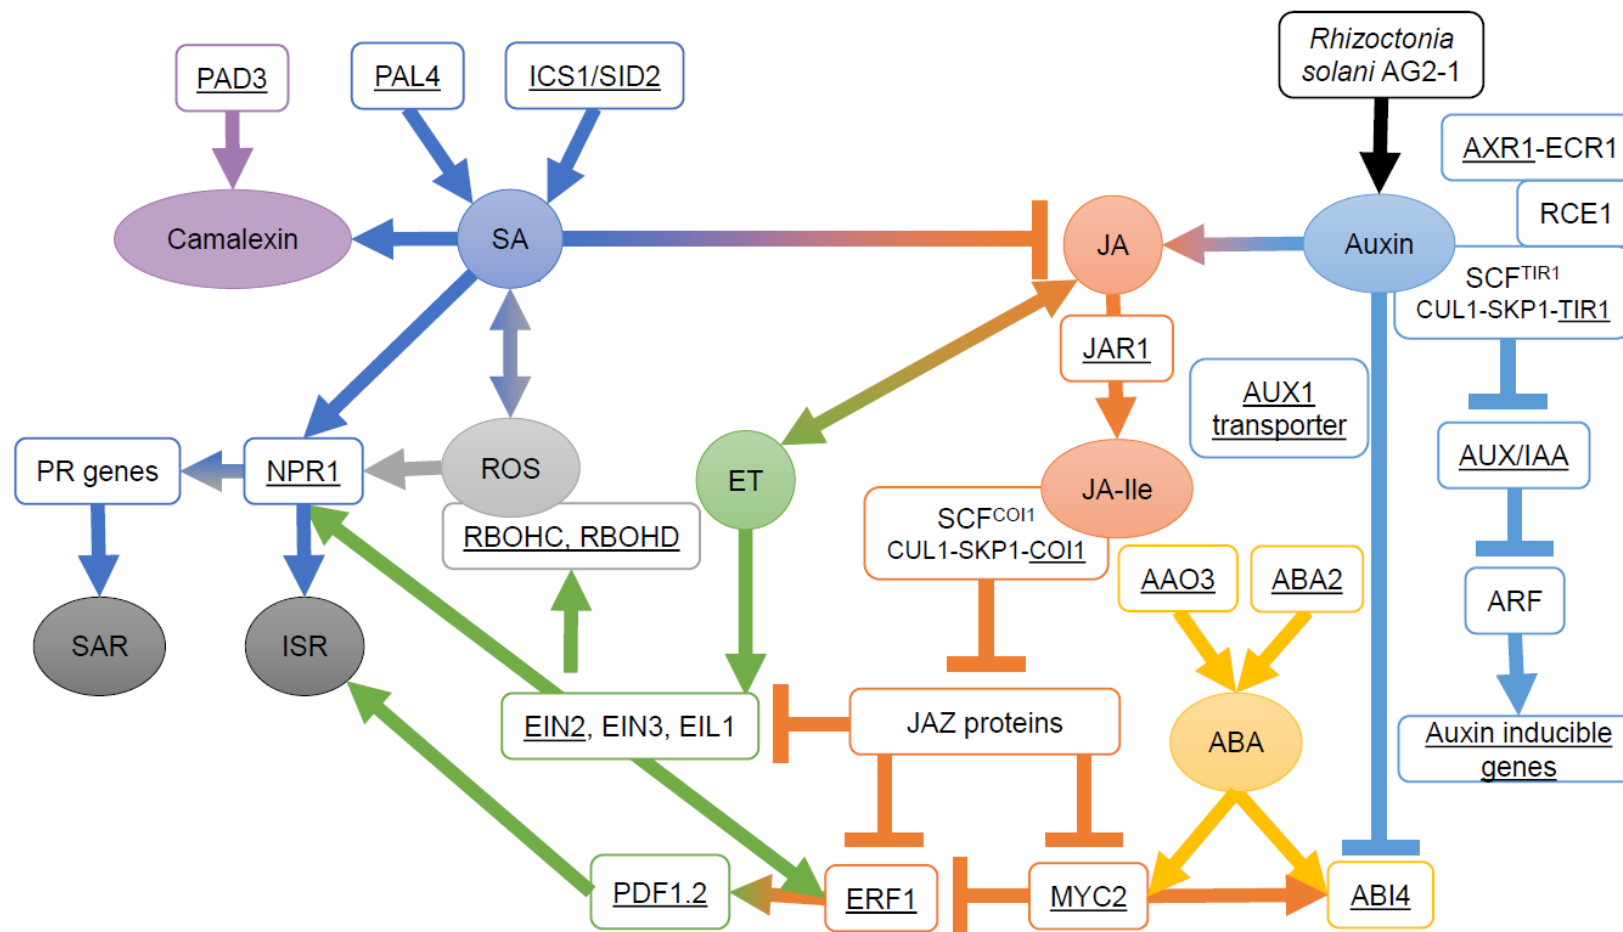 PAD3
PAL4
ICS1/SID2
Rhizoctonia
solani AG2-1
AXR1-ECR1
RCE1
Camalexin
SA
JA
Auxin
SCFTIR1
CUL1-SKP1-TIR1
JAR1
AUX1
transporter
AUX/IAA
PR genes
NPR1
ROS
RBOHC, RBOHD
ET
JA-Ile
SCFCOI1
CUL1-SKP1-COI1
AAO3
ABA2
ARF
SAR
ISR
EIN2, EIN3, EIL1
JAZ proteins
ABA
Auxin inducible
genes
PDF1.2
ERF1
MYC2
ABI4